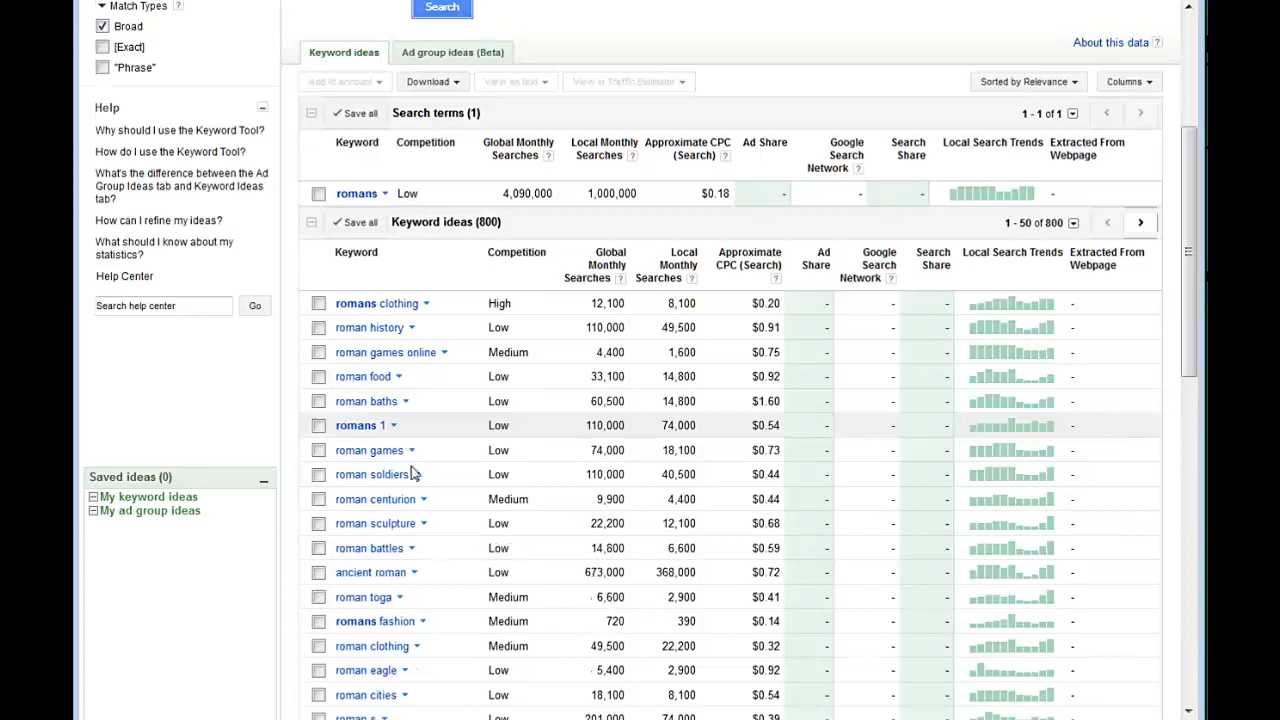 Match Types ?
Search
Broad
[Exact]
"Phrase"
Keyword ideas Ad group ideas (Beta) About this data ?
Add to account Download View as text View in Traffic Estimator Sorted by Relevance Columns
Help
Save all Search terms (1) 1 - 1 of 1
Why should I use the Keyword Tool?
How do I use the Keyword Tool?
What's the difference between the Ad
Group Ideas tab and Keyword Ideas
tab?
How can I refine my ideas?
What should I know about my
statistics?
Help Center
Search help center Go
Keyword Competition Global Monthly Searches ? Local Monthly Searches ? Approximate CPC (Search) ? Ad Share Google Search Network ? Search Share Local Search Trends Extracted From Webpage
romans Low 4,090,000 1,000,000 $0.18 - - - -
Save all Keyword ideas (800) 1 - 50 of 800
Keyword Competition Global Monthly Searches ? Local Monthly Searches ? Approximate CPC (Search) ? Ad Share Google Search Network ? Search Share Local Search Trends Extracted From Webpage
romans clothing High 12,100 8,100 $0.20 - - - -
roman history Low 110,000 49,500 $0.91 - - - -
roman games online Medium 4,400 1,600 $0.75 - - - -
roman food Low 33,100 14,800 $0.92 - - - -
roman baths Low 60,500 14,800 $1.60 - - - -
romans 1 Low 110,000 74,000 $0.54 - - - -
roman games Low 74,000 18,100 $0.73 - - - -
roman soldiers Low 110,000 40,500 $0.44 - - - -
roman centurion Medium 9,900 4,400 $0.44 - - - -
roman sculpture Low 22,200 12,100 $0.68 - - - -
roman battles Low 14,800 6,600 $0.59 - - - -
ancient roman Low 673,000 368,000 $0.72 - - - -
roman toga Medium 6,600 2,900 $0.41 - - - -
romans fashion Medium 720 390 $0.14 - - - -
roman clothing Medium 49,500 22,200 $0.32 - - - -
roman eagle Low 5,400 2,900 $0.92 - - - -
roman cities Low 18,100 8,100 $0.54 - - - -
roman s Low 201,000 74,000 $0.39
Saved ideas (0)
My keyword ideas
My ad group ideas